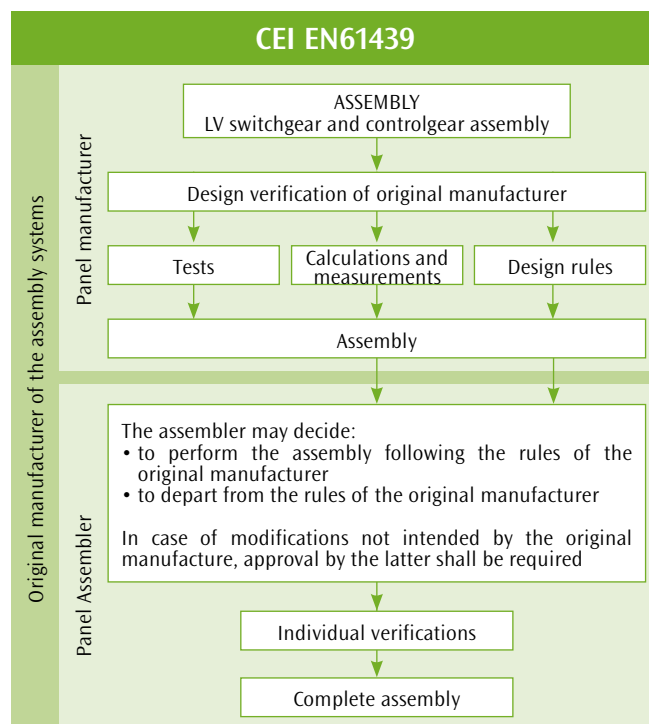 CEI EN61439
Original manufacturer of the assembly systems
Panel manufacturer
ASSEMBLY
LV switchgear and controlgear assembly
Design verification of original manufacturer
Tests
Calculations and
measurements
Design rules
Assembly
Panel Assembler
The assembler may decide:
• to perform the assembly following the rules of the
original manufacturer
• to depart from the rules of the original manufacturer
In case of modifications not intended by the original
manufacture, approval by the latter shall be required
Individual verifications
Complete assembly